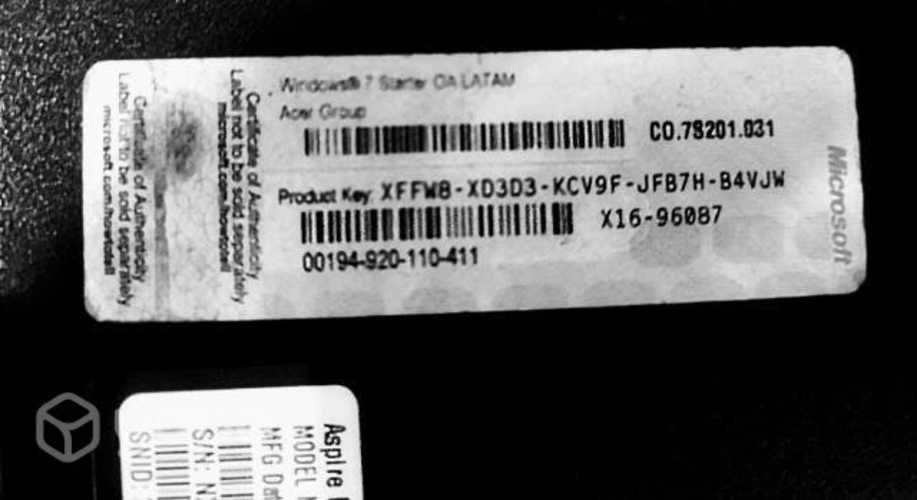 Certificate of Authenticity
Label not to be sold separately
microsoft.com/howtotell
Certificate of Authenticity
Label not to be sold separately
microsoft.com/howtotell
Windows® 7 Starter OA LATAM
Acer Group
CO.7S201.031
Product Key: XFFW8-XD3D3-KCV9F-JFB7H-B4VJW
X16-96087
00194-920-110-411
Microsoft
Aspire
MODEL
MFG
S/N:
SNID: